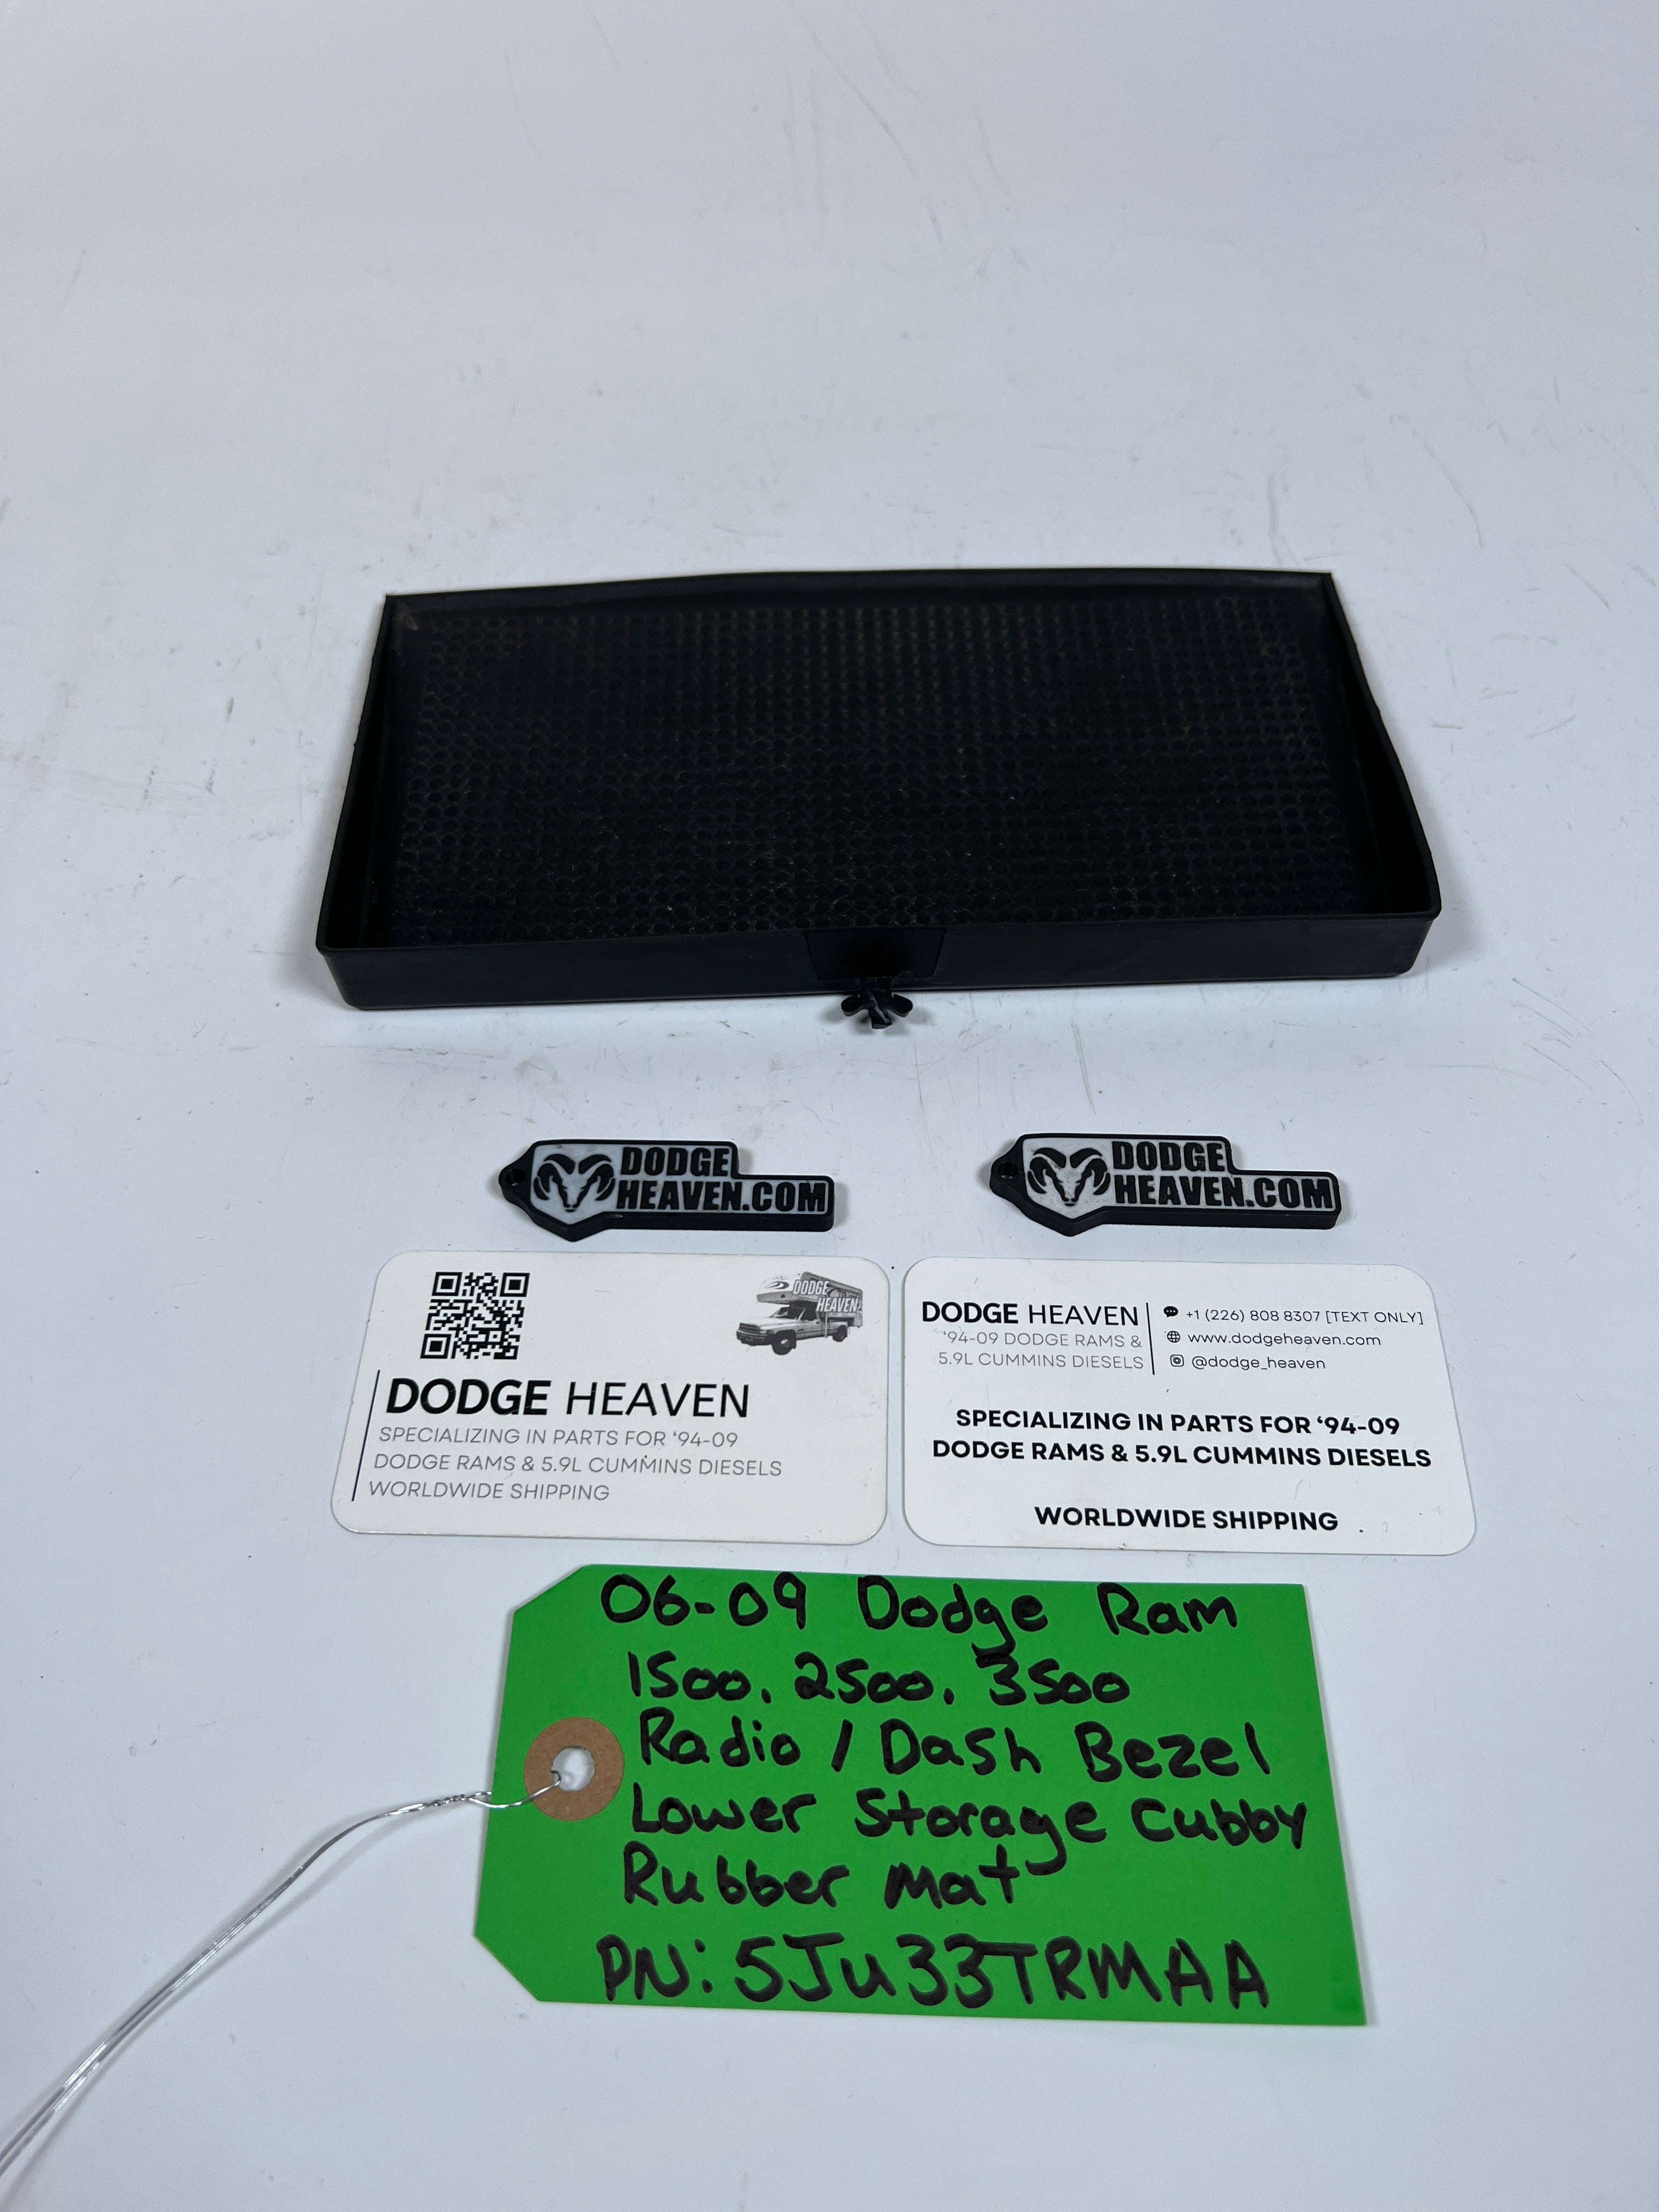 DODGE
HEAVEN.COM
DODGE
HEAVEN.COM
DODGE
HEAVEN
DODGE HEAVEN
SPECIALIZING IN PARTS FOR ‘94-09
DODGE RAMS & 5.9L CUMMINS DIESELS
WORLDWIDE SHIPPING
DODGE HEAVEN
‘94-09 DODGE RAMS &
5.9L CUMMINS DIESELS
+1 (226) 808 8307 [TEXT ONLY]
www.dodgeheaven.com
@dodge_heaven
SPECIALIZING IN PARTS FOR ‘94-09
DODGE RAMS & 5.9L CUMMINS DIESELS
WORLDWIDE SHIPPING
06-09 Dodge Ram
1500, 2500, 3500
Radio / Dash Bezel
Lower Storage Cubby
Rubber Mat
PN: 5Ju33TRMAA